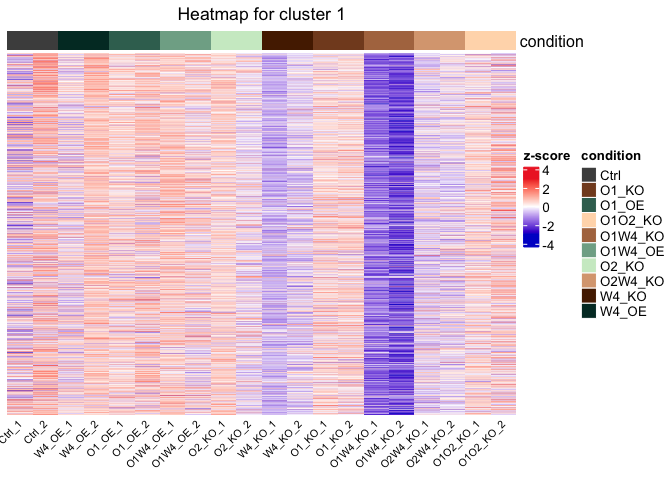 Heatmap for cluster 1
condition
z-score
4
2
0
-2
-4
condition
Ctrl
O1_KO
O1_OE
O1O2_KO
O1W4_KO
O1W4_OE
O2_KO
O2W4_KO
W4_KO
W4_OE
Ctrl_1
Ctrl_2
W4_OE_1
W4_OE_2
O1_OE_1
O1_OE_2
O1W4_OE_1
O1W4_OE_2
O2_KO_1
O2_KO_2
W4_KO_1
W4_KO_2
O1_KO_1
O1_KO_2
O1W4_KO_1
O1W4_KO_2
O2W4_KO_1
O2W4_KO_2
O1O2_KO_1
O1O2_KO_2